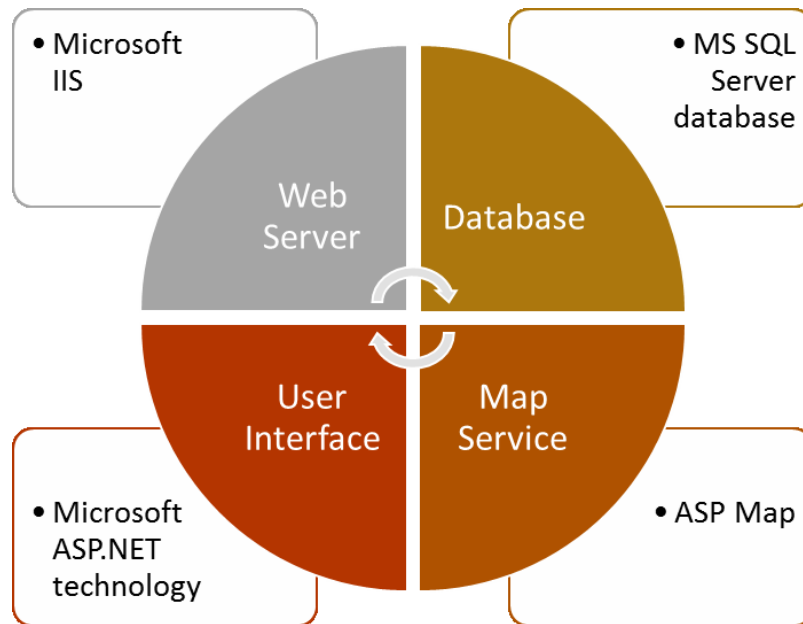 • Microsoft
IIS
• MS SQL
Server
database
Web
Server
Database
User
Interface
Map
Service
• Microsoft
ASP.NET
technology
• ASP Map